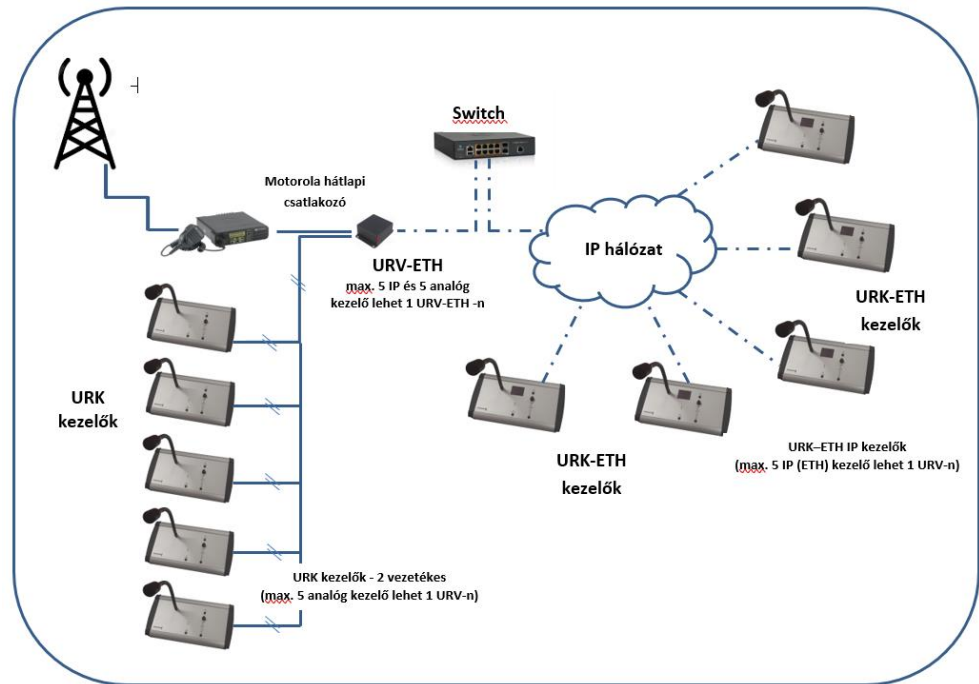 Switch
Motorola hátlapi
csatlakozó
IP hálózat
URV-ETH
max. 5 IP és 5 analóg
kezelő lehet 1 URV-ETH -n
URK-ETH
kezelők
URK
kezelők
URK-ETH
kezelők
URK–ETH IP kezelők
(max. 5 IP (ETH) kezelő lehet 1 URV-n)
URK kezelők - 2 vezetékes
(max. 5 analóg kezelő lehet 1 URV-n)